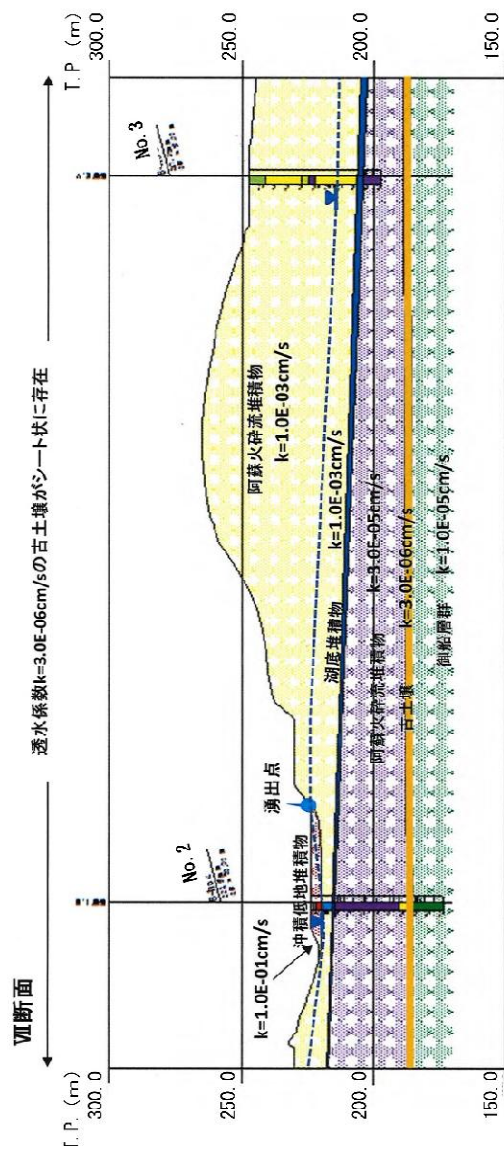 Ⅶ断面
透水係数k=3.0E-06cm/sの古土壌がシート状に存在
T.P. (m)
T.P. (m)
300.0
300.0
250.0
250.0
200.0
200.0
150.0
150.0
No. 2
No. 3
湧出点
k=1.0E-01cm/s
沖積低地堆積物
阿蘇火砕流堆積物
k=1.0E-03cm/s
湖底堆積物
k=1.0E-03cm/s
阿蘇火砕流堆積物
k=3.0E-05cm/s
古土壌
k=3.0E-06cm/s
御船層群
k=1.0E-05cm/s